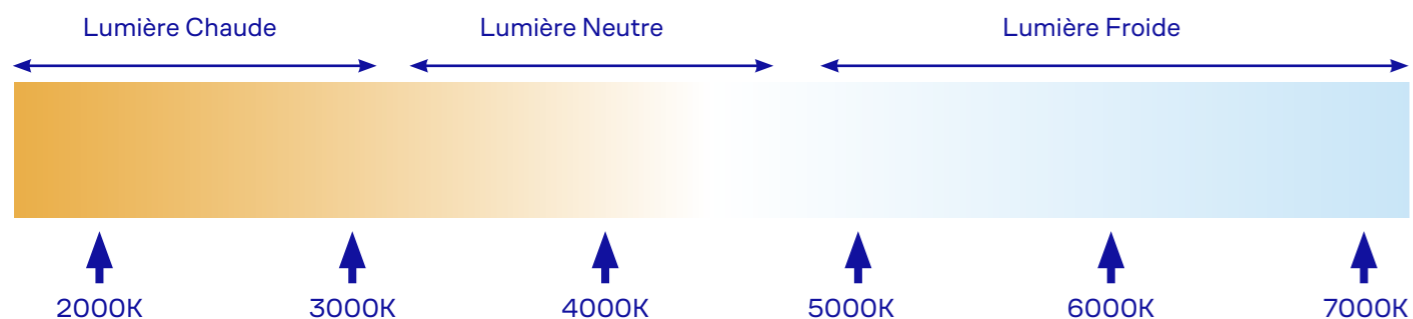 Lumière Chaude
Lumière Neutre
Lumière Froide
2000K
3000K
4000K
5000K
6000K
7000K